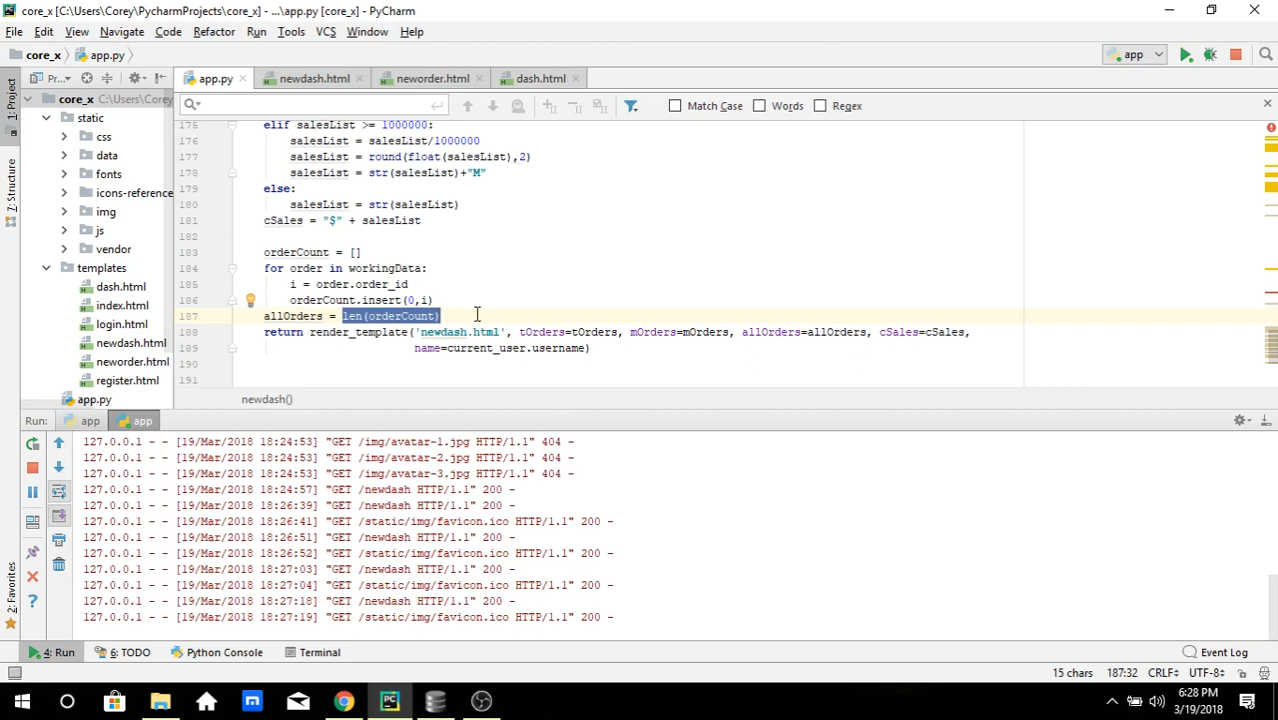 core_x [C:\Users\Corey\PycharmProjects\core_x] - ...\app.py [core_x] - PyCharm
File Edit View Navigate Code Refactor Run Tools VCS Window Help
core_x app.py app
Pr... app.py newdash.html neworder.html dash.html
1: Project
Z: Structure
2: Favorites
core_x C:\Users\Corey
static
css
data
fonts
icons-reference
img
js
vendor
templates
dash.html
index.html
login.html
newdash.html
neworder.html
register.html
app.py
Match Case Words Regex
175 elif salesList >= 1000000:
176 salesList = salesList/1000000
177 salesList = round(float(salesList),2)
178 salesList = str(salesList)+"M"
179 else:
180 salesList = str(salesList)
181 cSales = "$" + salesList
182
183 orderCount = []
184 for order in workingData:
185 i = order.order_id
186 orderCount.insert(0,i)
187 allOrders = len(orderCount)
188 return render_template('newdash.html', tOrders=tOrders, mOrders=mOrders, allOrders=allOrders, cSales=cSales,
189 name=current_user.username)
190
191
newdash()
Run: app app
127.0.0.1 - - [19/Mar/2018 18:24:53] "GET /img/avatar-1.jpg HTTP/1.1" 404 -
127.0.0.1 - - [19/Mar/2018 18:24:53] "GET /img/avatar-2.jpg HTTP/1.1" 404 -
127.0.0.1 - - [19/Mar/2018 18:24:53] "GET /img/avatar-3.jpg HTTP/1.1" 404 -
127.0.0.1 - - [19/Mar/2018 18:24:57] "GET /newdash HTTP/1.1" 200 -
127.0.0.1 - - [19/Mar/2018 18:26:39] "GET /newdash HTTP/1.1" 200 -
127.0.0.1 - - [19/Mar/2018 18:26:41] "GET /static/img/favicon.ico HTTP/1.1" 200 -
127.0.0.1 - - [19/Mar/2018 18:26:51] "GET /newdash HTTP/1.1" 200 -
127.0.0.1 - - [19/Mar/2018 18:26:52] "GET /static/img/favicon.ico HTTP/1.1" 200 -
127.0.0.1 - - [19/Mar/2018 18:27:03] "GET /newdash HTTP/1.1" 200 -
127.0.0.1 - - [19/Mar/2018 18:27:04] "GET /static/img/favicon.ico HTTP/1.1" 200 -
127.0.0.1 - - [19/Mar/2018 18:27:18] "GET /newdash HTTP/1.1" 200 -
127.0.0.1 - - [19/Mar/2018 18:27:19] "GET /static/img/favicon.ico HTTP/1.1" 200 -
4: Run 6: TODO Python Console Terminal Event Log
15 chars 187:32 CRLF÷ UTF-8÷
6:28 PM
3/19/2018